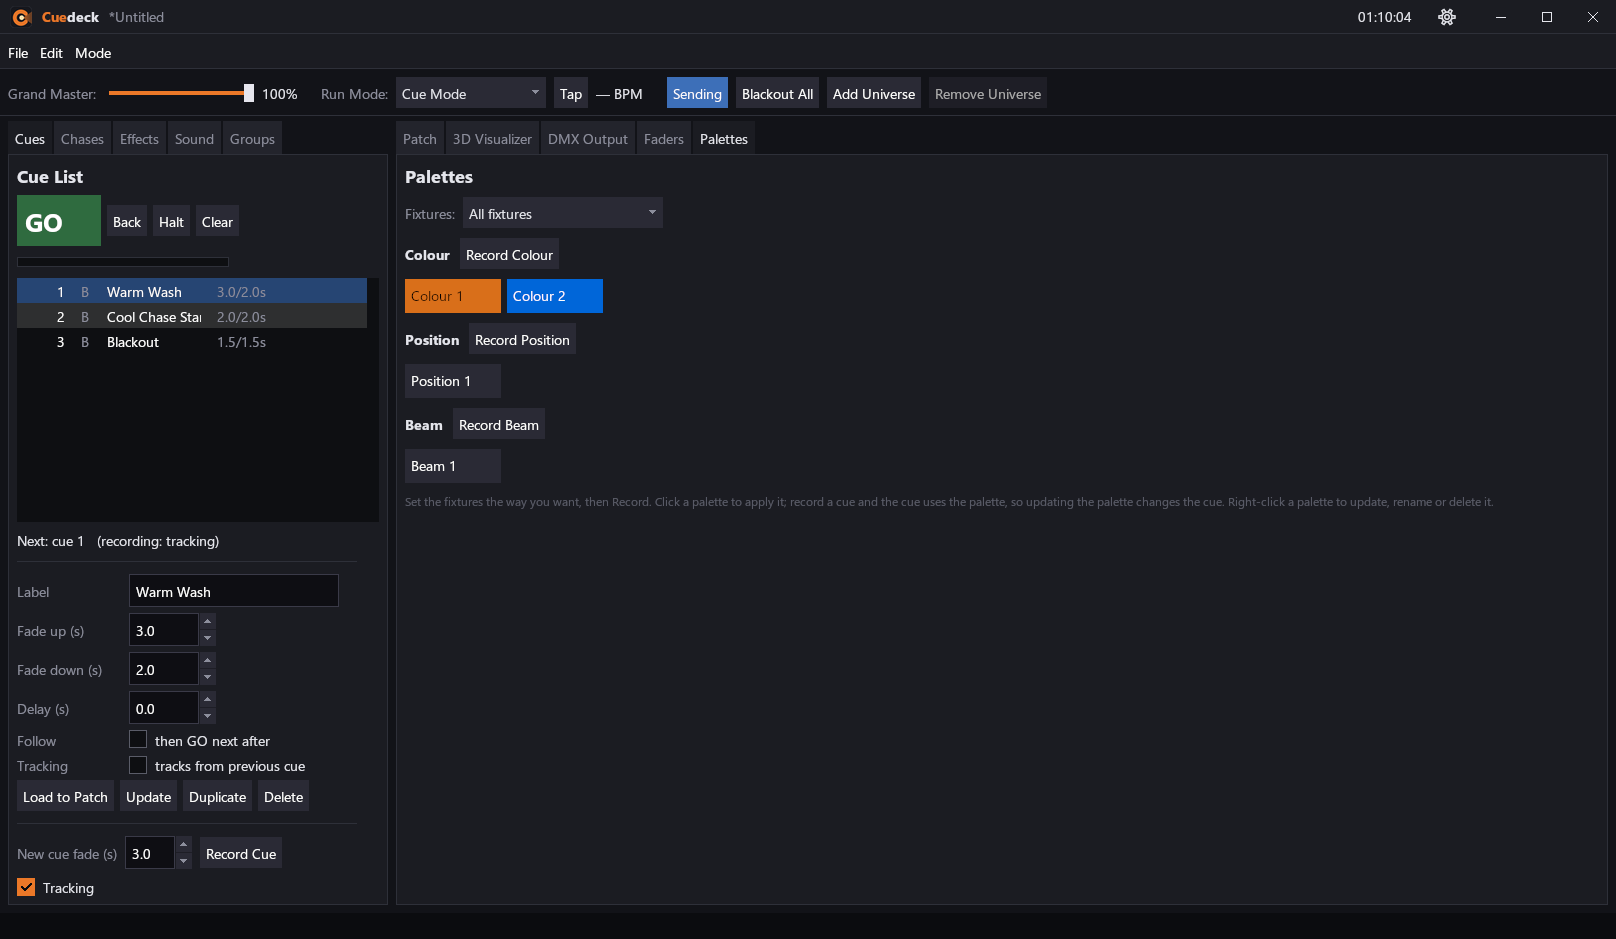 Cuedeck *Untitled 01:10:04
File Edit Mode
Grand Master: 100% Run Mode: Cue Mode Tap — BPM Sending Blackout All Add Universe Remove Universe
Cues Chases Effects Sound Groups
Cue List
GO Back Halt Clear
1 B Warm Wash 3.0/2.0s
2 B Cool Chase Star 2.0/2.0s
3 B Blackout 1.5/1.5s
Next: cue 1 (recording: tracking)
Label Warm Wash
Fade up (s) 3.0
Fade down (s) 2.0
Delay (s) 0.0
Follow then GO next after
Tracking tracks from previous cue
Load to Patch Update Duplicate Delete
New cue fade (s) 3.0 Record Cue
Tracking
Patch 3D Visualizer DMX Output Faders Palettes
Palettes
Fixtures: All fixtures
Colour Record Colour
Colour 1 Colour 2
Position Record Position
Position 1
Beam Record Beam
Beam 1
Set the fixtures the way you want, then Record. Click a palette to apply it; record a cue and the cue uses the palette, so updating the palette changes the cue. Right-click a palette to update, rename or delete it.